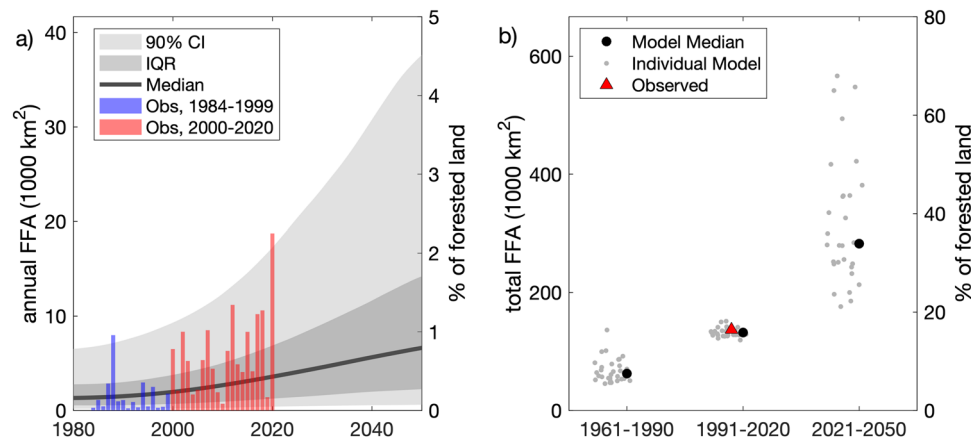 a)
40
30
20
10
0
annual FFA (1000 km²)
90% CI
IQR
Median
Obs, 1984-1999
Obs, 2000-2020
5
4
3
2
1
0
% of forested land
1980
2000
2020
2040
b)
600
400
200
0
total FFA (1000 km²)
Model Median
Individual Model
Observed
80
60
40
20
0
% of forested land
1961-1990
1991-2020
2021-2050